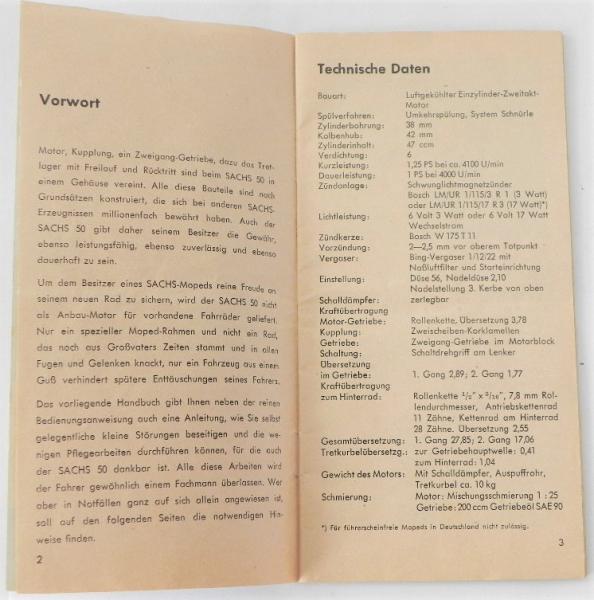 Vorwort
Motor, Kupplung, ein Zweigang-Getriebe, dazu das Tret-
lager mit Freilauf und Rücktritt sind beim SACHS 50 in
einem Gehäuse vereint. Alle diese Bauteile sind nach
Grundsätzen konstruiert, die sich bei anderen SACHS-
Erzeugnissen millionenfach bewährt haben. Auch der
SACHS 50 gibt daher seinem Besitzer die Gewähr,
ebenso leistungsfähig, ebenso zuverlässig und ebenso
dauerhaft zu sein.
Um dem Besitzer eines SACHS-Mopeds reine Freude an
seinem neuen Rad zu sichern, wird der SACHS 50 nicht
als Anbau-Motor für vorhandene Fahrräder geliefert.
Nur ein spezieller Moped-Rahmen und nicht ein Rad,
das noch aus Großvaters Zeiten stammt und in allen
Fugen und Gelenken knackt, nur ein Fahrzeug aus einem
Guß verhindert spätere Enttäuschungen seines Fahrers.
Das vorliegende Handbuch gibt Ihnen neben der reinen
Bedienungsanweisung auch eine Anleitung, wie Sie selbst
gelegentliche kleine Störungen beseitigen und die we-
nigen Pflegearbeiten durchführen können, für die auch
der SACHS 50 dankbar ist. Alle diese Arbeiten wird
der Fahrer gewöhnlich einem Fachmann überlassen. Wer
aber in Notfällen ganz auf sich allein angewiesen ist,
soll auf den folgenden Seiten die notwendigen Hin-
weise finden.
2
Technische Daten
Bauart: Luftgekühlter Einzylinder-Zweitakt-
Motor
Spülverfahren: Umkehrspülung, System Schnürle
Zylinderbohrung: 38 mm
Kolbenhub: 42 mm
Zylinderinhalt: 47 ccm
Verdichtung: 6
Kurzleistung: 1,25 PS bei ca. 4100 U/min
Dauerleistung: 1 PS bei 4000 U/min
Zündanlage: Schwunglichtmagnetzünder
Bosch LM/UR 1/115/3 R 1 (3 Watt)
oder LM/UR 1/115/17 R 3 (17 Watt)*)
Lichtleistung: 6 Volt 3 Watt oder 6 Volt 17 Watt
Wechselstrom
Zündkerze: Bosch W 175 T 11
Vorzündung: 2—2,5 mm vor oberem Totpunkt
Vergaser: Bing-Vergaser 1/12/22 mit
Naßluftfilter und Starteinrichtung
Einstellung: Düse 56, Nadeldüse 2,10
Nadelstellung 3. Kerbe von oben
Schalldämpfer: zerlegbar
Kraftübertragung
Motor-Getriebe: Rollenkette, Übersetzung 3,78
Kupplung: Zweischeiben-Korklamellen
Getriebe: Zweigang-Getriebe im Motorblock
Schaltung: Schaltdrehgriff am Lenker
Übersetzung
im Getriebe: 1. Gang 2,89; 2. Gang 1,77
Kraftübertragung
zum Hinterrad: Rollenkette 1/2" x 3/16", 7,8 mm Rol-
lendurchmesser, Antriebskettenrad
11 Zähne, Kettenrad am Hinterrad
28 Zähne. Übersetzung 2,55
Gesamtübersetzung: 1. Gang 27,85; 2. Gang 17,06
Tretkurbelübersetzg.: zur Getriebehauptwelle: 0,41
zum Hinterrad: 1,04
Gewicht des Motors: Mit Schalldämpfer, Auspuffrohr,
Tretkurbel ca. 10 kg
Schmierung: Motor: Mischungsschmierung 1 : 25
Getriebe: 200 ccm Getriebeöl SAE 90
*) Für führerscheinfreie Mopeds in Deutschland nicht zulässig.
3